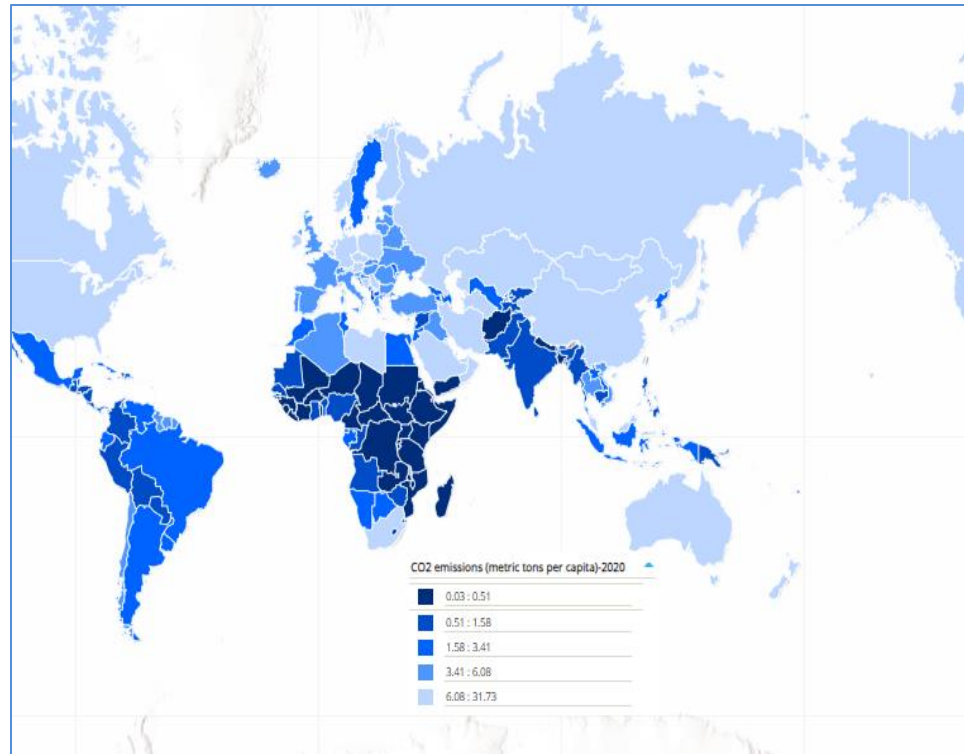 CO2 emissions (metric tons per capita)-2020
0.03 : 0.51
0.51 : 1.58
1.58 : 3.41
3.41 : 6.08
6.08 : 31.73